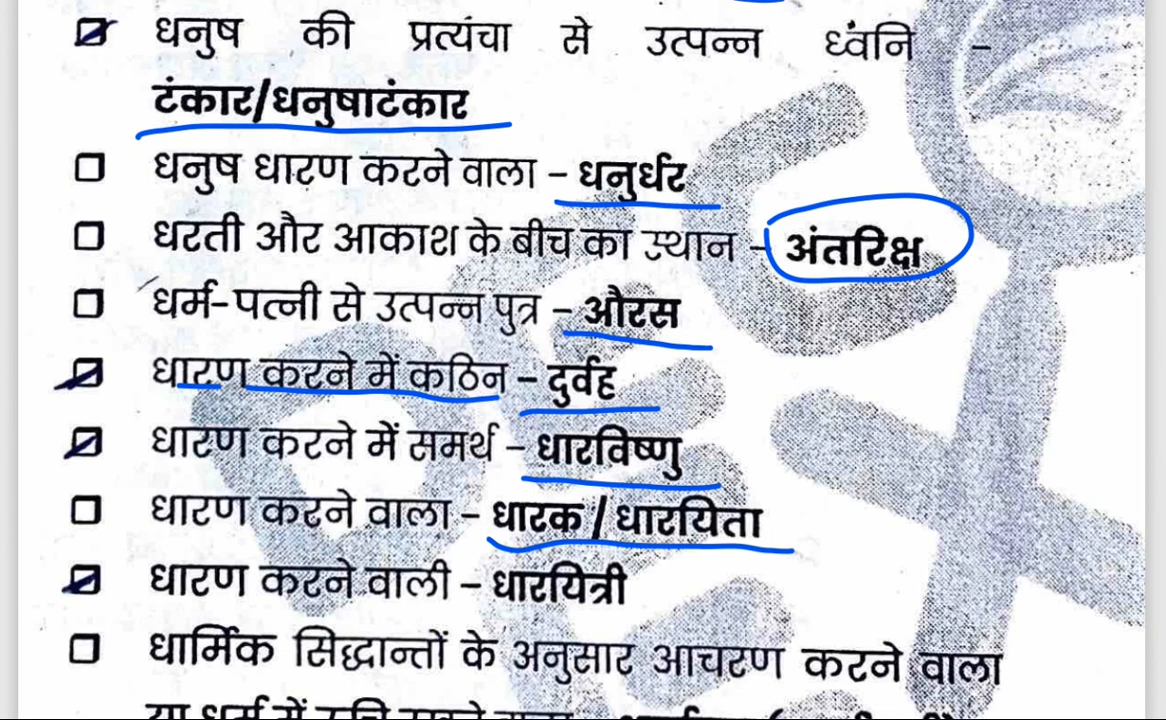 धनुष की प्रत्यंचा से उत्पन्न ध्वनि -
टंकार/धनुषाटंकार
धनुष धारण करने वाला – धनुर्धर
धरती और आकाश के बीच का स्थान – अंतरिक्ष
धर्म-पत्नी से उत्पन्न पुत्र – औरस
धारण करने में कठिन – दुर्वह
धारण करने में समर्थ – धारविष्णु
धारण करने वाला – धारक / धारयिता
धारण करने वाली – धारयित्री
धार्मिक सिद्धान्तों के अनुसार आचरण करने वाला